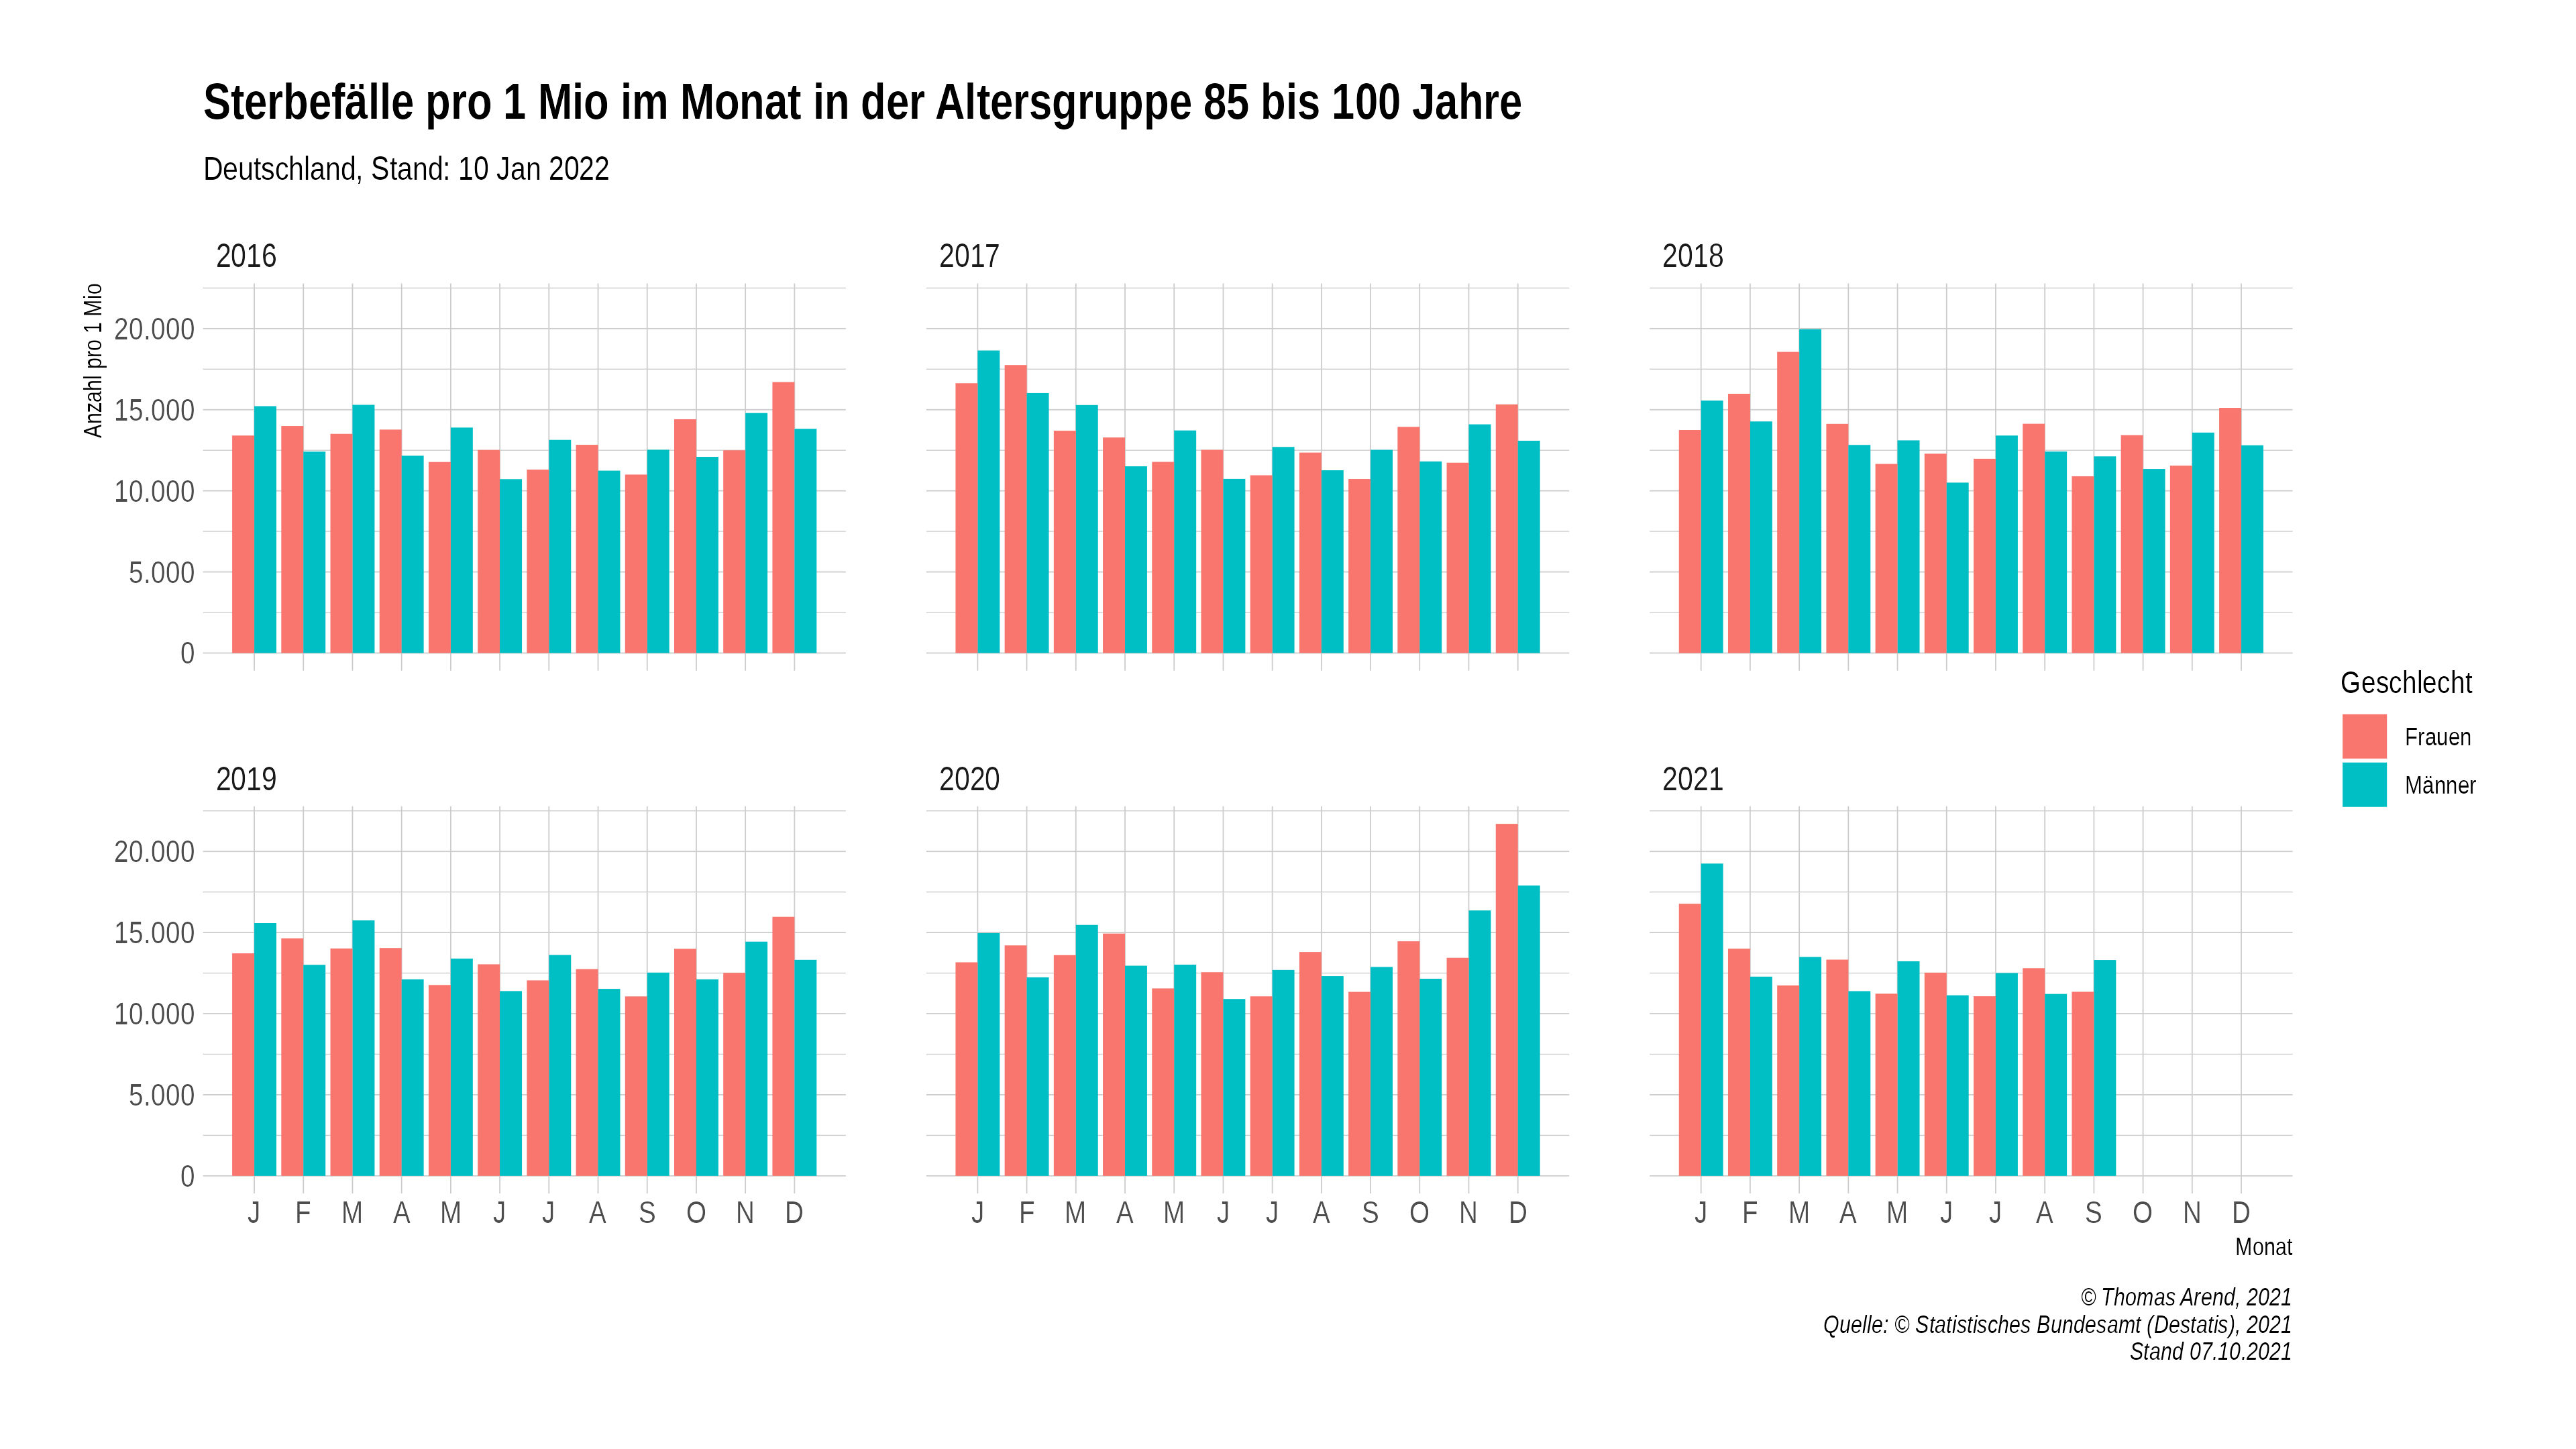 Sterbefälle pro 1 Mio im Monat in der Altersgruppe 85 bis 100 Jahre
Deutschland, Stand: 10 Jan 2022
2016
2017
2018
Anzahl pro 1 Mio
20.000
15.000
10.000
5.000
0
Geschlecht
Frauen
Männer
2019
2020
2021
20.000
15.000
10.000
5.000
0
J F M A M J J A S O N D
J F M A M J J A S O N D
J F M A M J J A S O N D
Monat
© Thomas Arend, 2021
Quelle: © Statistisches Bundesamt (Destatis), 2021
Stand 07.10.2021